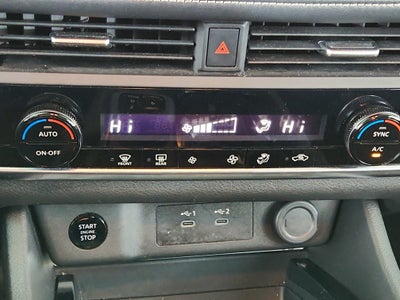 Hi Hi
AUTO SYNC
ON·OFF FRONT REAR A/C
1 2
START
ENGINE
STOP